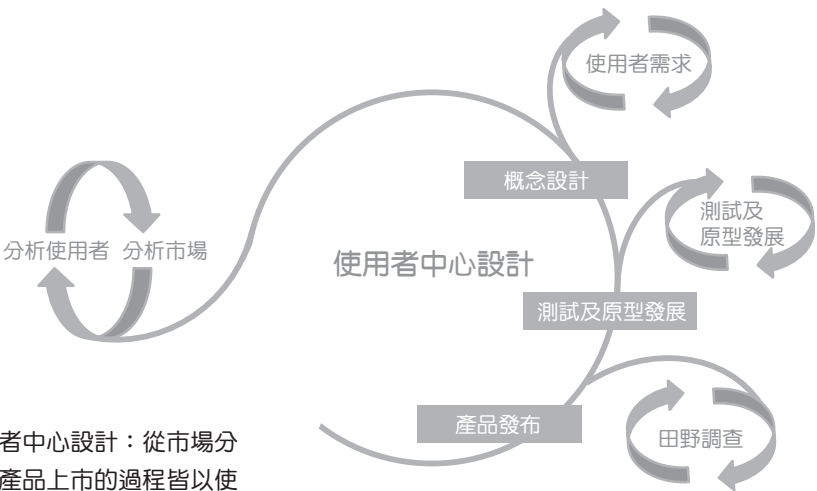 使用者需求
概念設計
測試及
原型發展
分析使用者 分析市場
使用者中心設計
測試及原型發展
產品發布
田野調查
者中心設計：從市場分
產品上市的過程皆以使